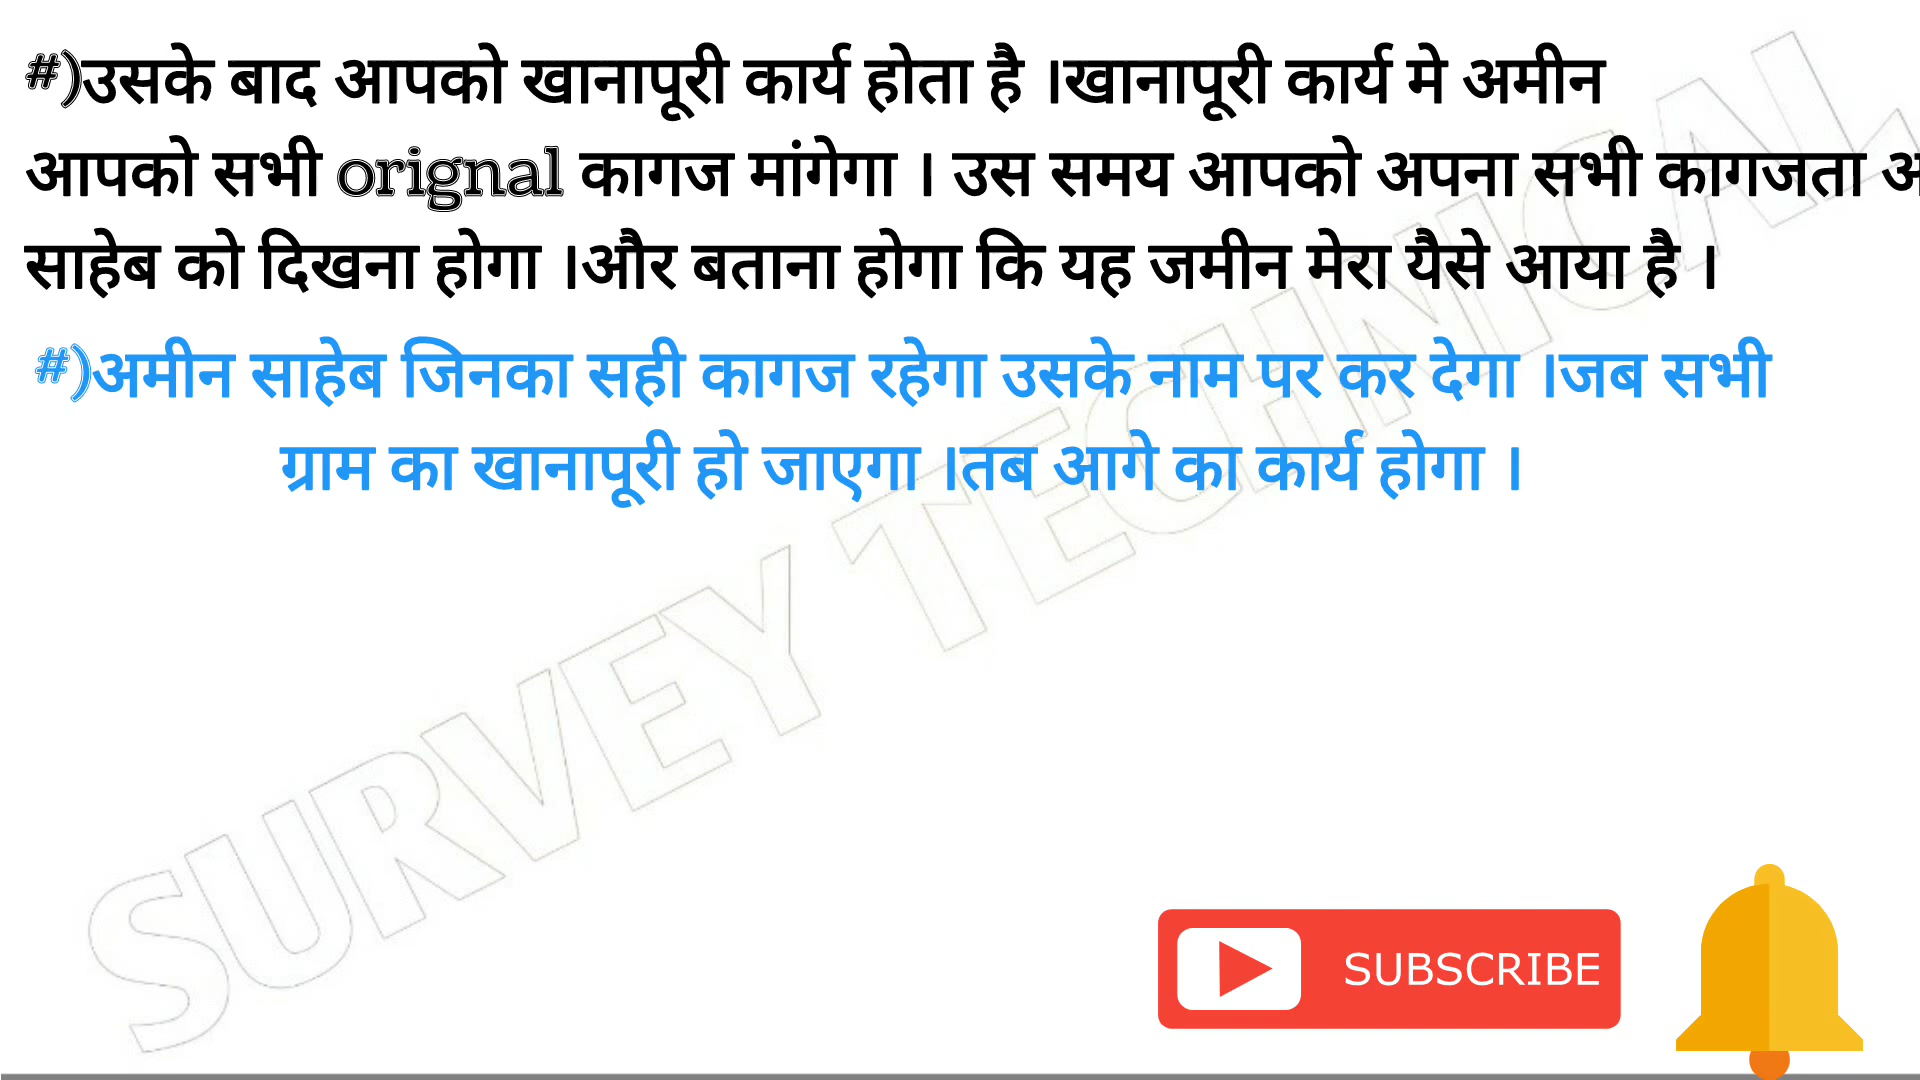 #)उसके बाद आपको खानापूरी कार्य होता है ।खानापूरी कार्य मे अमीन
आपको सभी orignal कागज मांगेगा । उस समय आपको अपना सभी कागजता
साहेब को दिखना होगा ।और बताना होगा कि यह जमीन मेरा यैसे आया है ।
#)अमीन साहेब जिनका सही कागज रहेगा उसके नाम पर कर देगा ।जब सभी
ग्राम का खानापूरी हो जाएगा ।तब आगे का कार्य होगा ।
SURVEY TECHNICAL
SUBSCRIBE